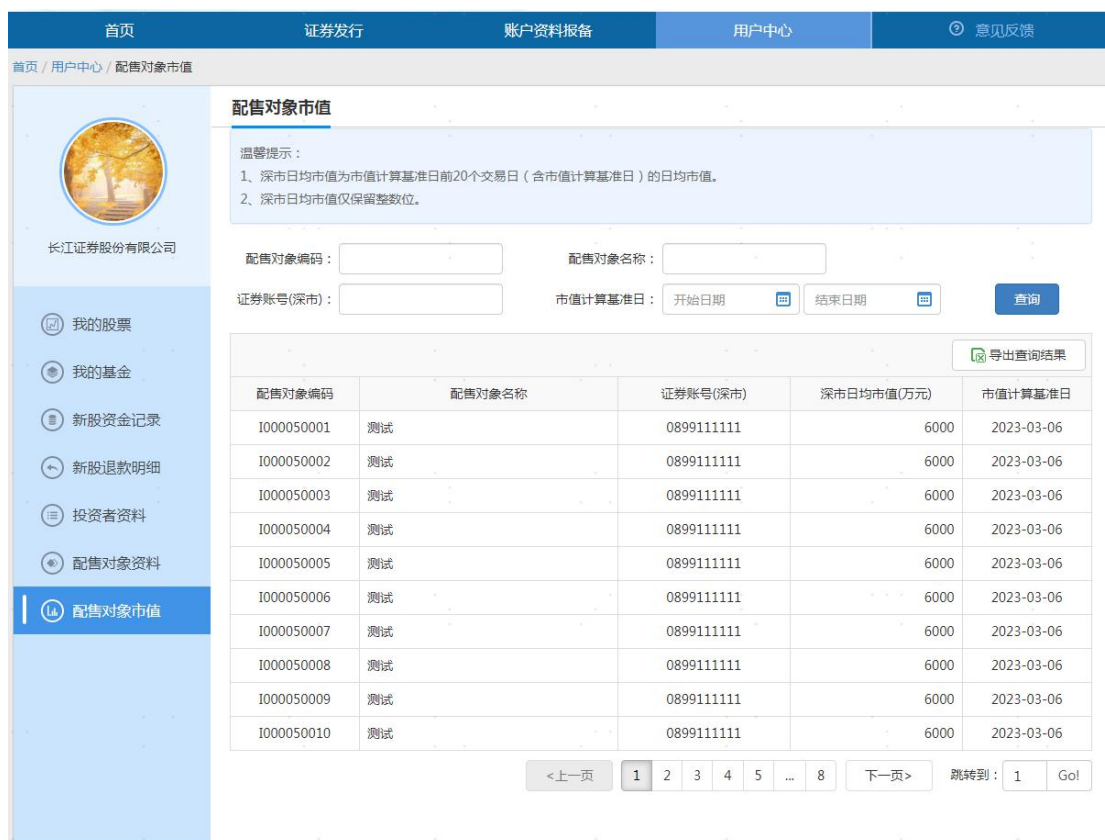 首页 证券发行 账户资料报备 用户中心 意见反馈
首页 / 用户中心 / 配售对象市值
配售对象市值
温馨提示：
1、深市日均市值为市值计算基准日前20个交易日（含市值计算基准日）的日均市值。
2、深市日均市值仅保留整数位。
长江证券股份有限公司
我的股票
我的基金
新股资金记录
新股退款明细
投资者资料
配售对象资料
配售对象市值
配售对象编码： 配售对象名称：
证券账号(深市)： 市值计算基准日： 开始日期 结束日期 查询
导出查询结果
配售对象编码 配售对象名称 证券账号(深市) 深市日均市值(万元) 市值计算基准日
I000050001 测试 0899111111 6000 2023-03-06
I000050002 测试 0899111111 6000 2023-03-06
I000050003 测试 0899111111 6000 2023-03-06
I000050004 测试 0899111111 6000 2023-03-06
I000050005 测试 0899111111 6000 2023-03-06
I000050006 测试 0899111111 6000 2023-03-06
I000050007 测试 0899111111 6000 2023-03-06
I000050008 测试 0899111111 6000 2023-03-06
I000050009 测试 0899111111 6000 2023-03-06
I000050010 测试 0899111111 6000 2023-03-06
<上一页 1 2 3 4 5 ... 8 下一页> 跳转到： 1 Go!